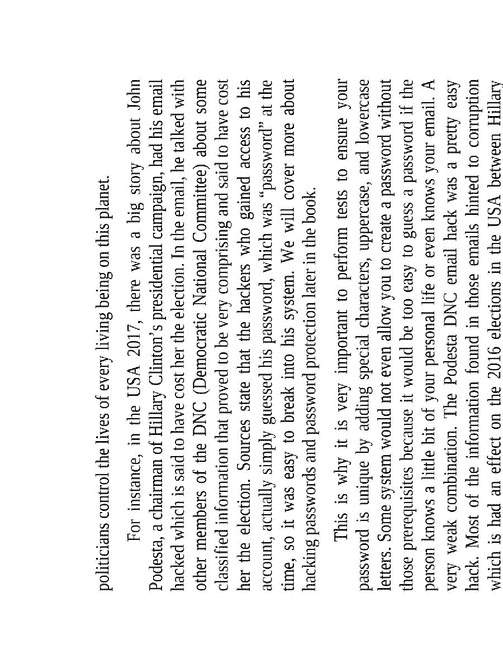 politicians control the lives of every living being on this planet.
For instance, in the USA 2017, there was a big story about John
Podesta, a chairman of Hillary Clinton's presidential campaign, had his email
hacked which is said to have cost her the election. In the email, he talked with
other members of the DNC (Democratic National Committee) about some
classified information that proved to be very comprising and said to have cost
her the election. Sources state that the hackers who gained access to his
account, actually simply guessed his password, which was “password” at the
time, so it was easy to break into his system. We will cover more about
hacking passwords and password protection later in the book.
This is why it is very important to perform tests to ensure your
password is unique by adding special characters, uppercase, and lowercase
letters. Some system would not even allow you to create a password without
those prerequisites because it would be too easy to guess a password if the
person knows a little bit of your personal life or even knows your email. A
very weak combination. The Podesta DNC email hack was a pretty easy
hack. Most of the information found in those emails hinted to corruption
which is had an effect on the 2016 elections in the USA between Hillary